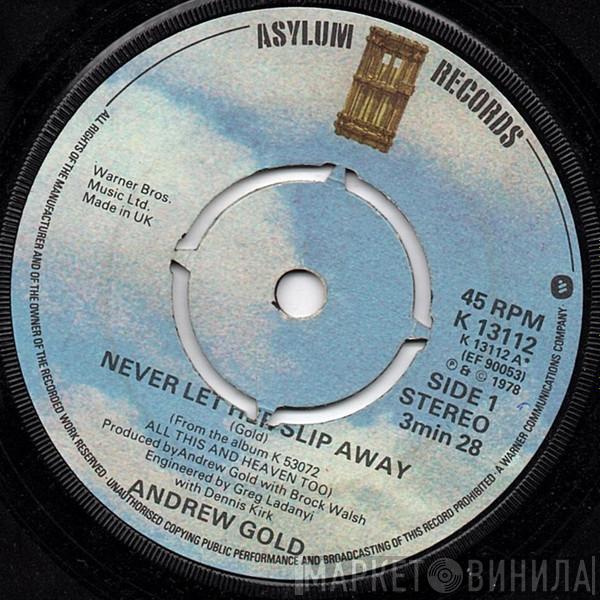 ASYLUM RECORDS
Warner Bros.
Music Ltd.
Made in UK
45 RPM
K 13112
K 13112 A*
(EF 90053)
℗ & © 1978
SIDE 1
STEREO
3min 28
NEVER LET HER SLIP AWAY
(Gold)
(From the album K 53072
ALL THIS AND HEAVEN TOO)
Produced by Andrew Gold with Brock Walsh
Engineered by Greg Ladanyi
with Dennis Kirk
ANDREW GOLD
ALL RIGHTS OF THE MANUFACTURER AND OF THE OWNER OF THE RECORDED WORK RESERVED · UNAUTHORISED COPYING PUBLIC PERFORMANCE AND BROADCASTING OF THIS RECORD PROHIBITED · A WARNER COMMUNICATIONS COMPANY
МАРКЕТ ВИНИЛА